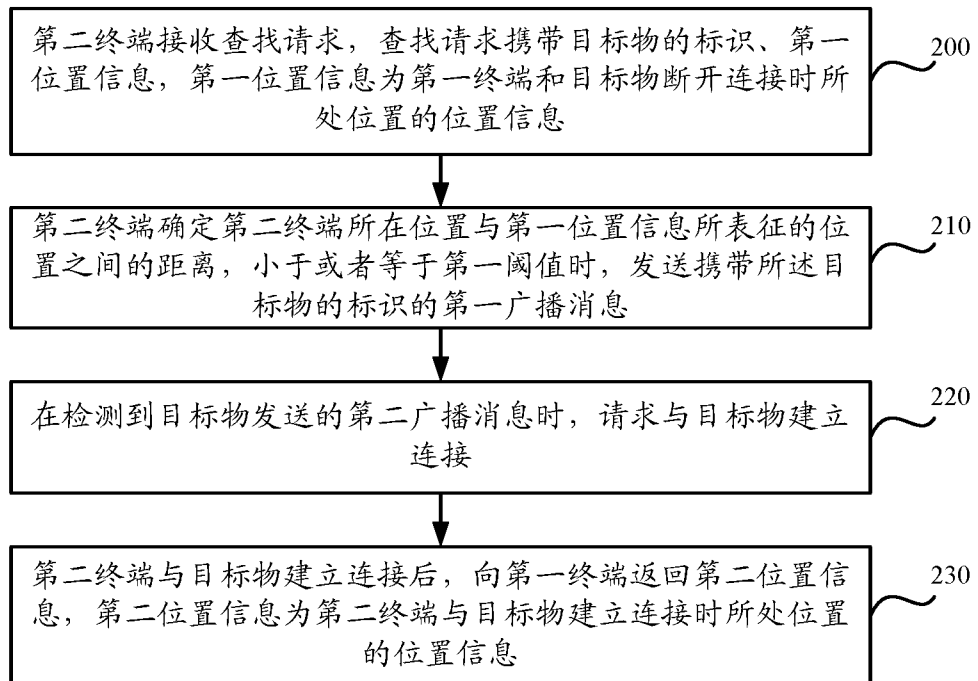 第二终端接收查找请求，查找请求携带目标物的标识、第一
位置信息，第一位置信息为第一终端和目标物断开连接时所
处位置的位置信息
200
第二终端确定第二终端所在位置与第一位置信息所表征的位
置之间的距离，小于或者等于第一阈值时，发送携带所述目
标物的标识的第一广播消息
210
在检测到目标物发送的第二广播消息时，请求与目标物建立
连接
220
第二终端与目标物建立连接后，向第一终端返回第二位置信
息，第二位置信息为第二终端与目标物建立连接时所处位置
的位置信息
230